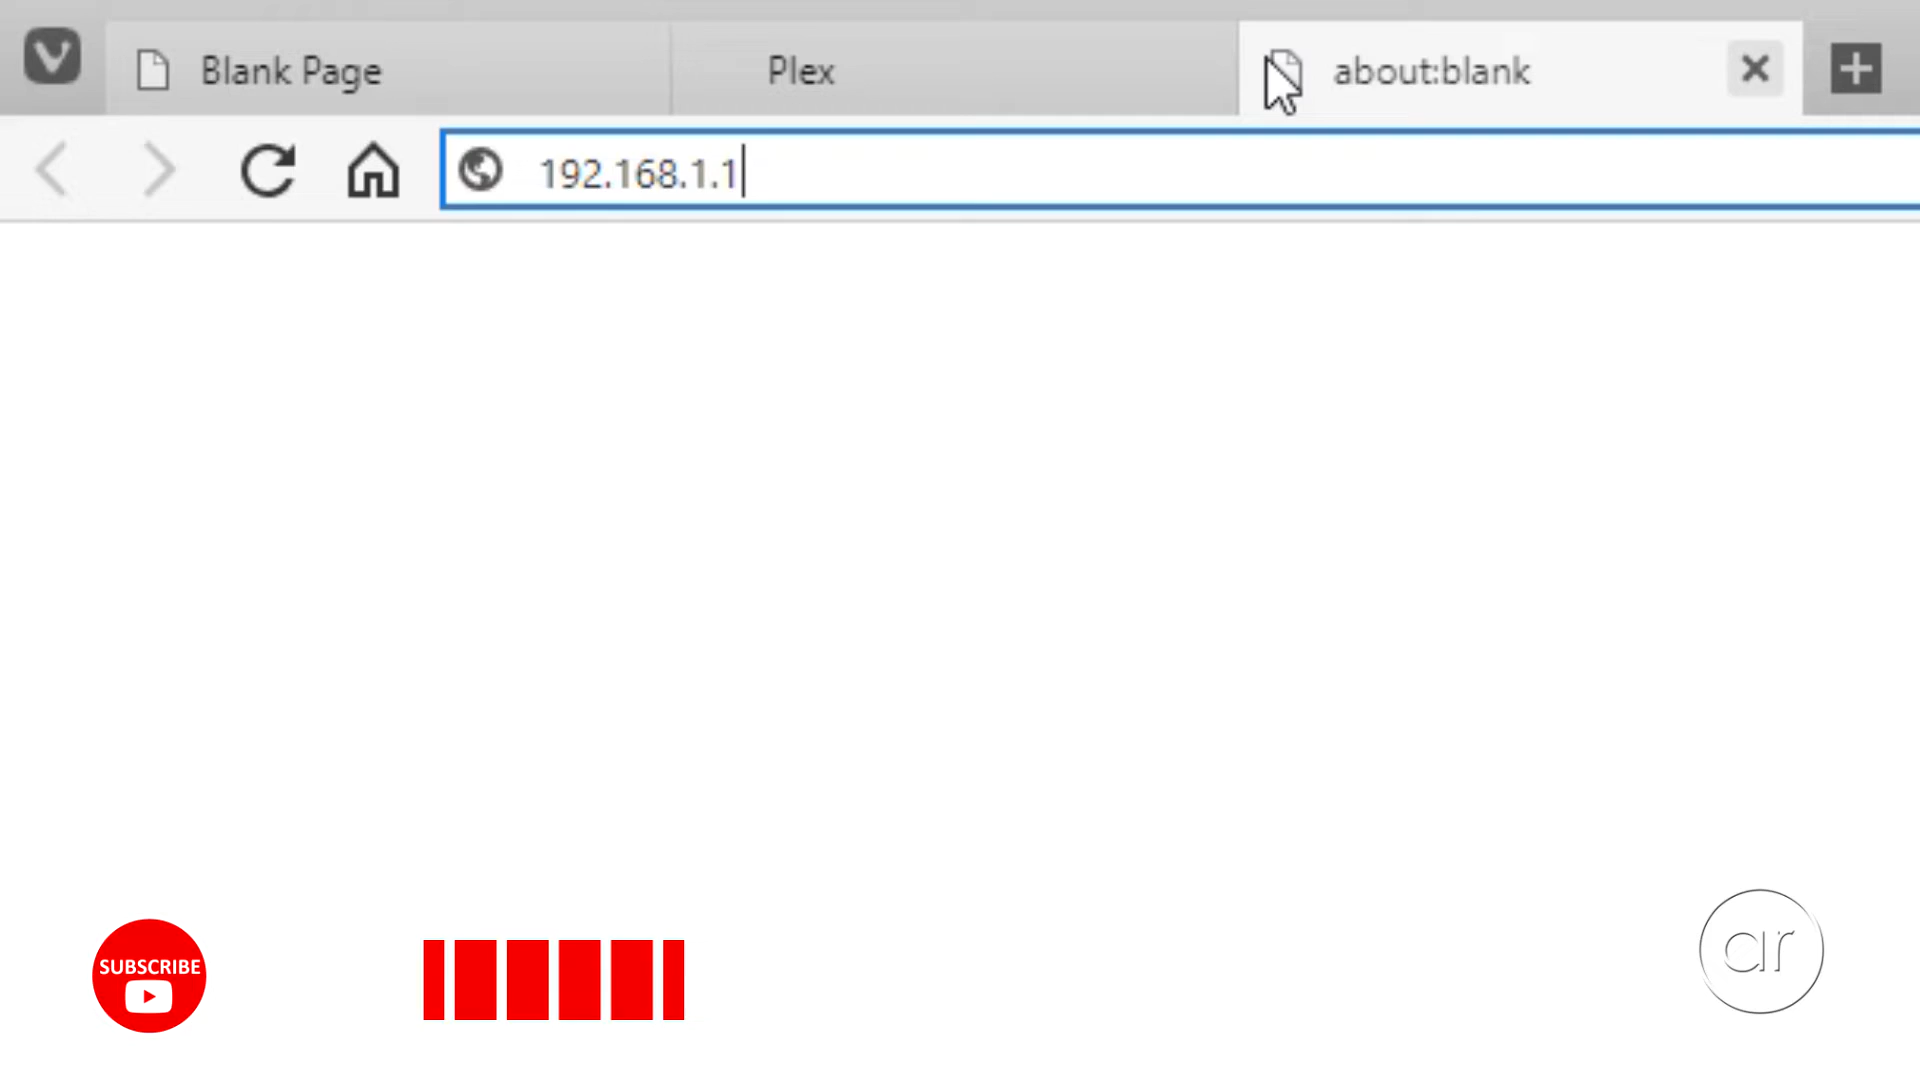 Blank Page
Plex
about:blank
192.168.1.1
SUBSCRIBE
ar